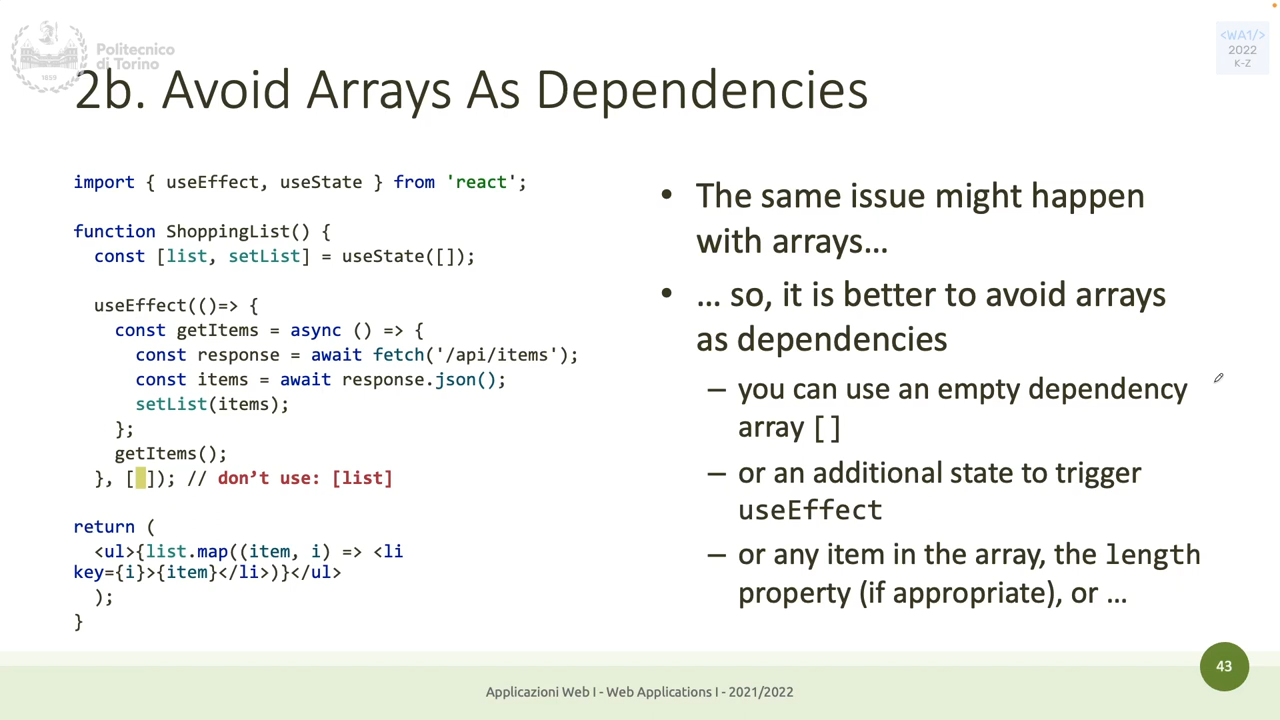 Politecnico
di Torino
1859
<WA1/>
2022
K-Z
2b. Avoid Arrays As Dependencies
import { useEffect, useState } from 'react';
function ShoppingList() {
const [list, setList] = useState([]);
useEffect(()=> {
const getItems = async () => {
const response = await fetch('/api/items');
const items = await response.json();
setList(items);
};
getItems();
}, [ ]); // don’t use: [list]
return (
<ul>{list.map((item, i) => <li
key={i}>{item}</li>)}</ul>
);
}
• The same issue might happen
with arrays…
• … so, it is better to avoid arrays
as dependencies
– you can use an empty dependency
array []
– or an additional state to trigger
useEffect
– or any item in the array, the length
property (if appropriate), or …
43
Applicazioni Web I - Web Applications I - 2021/2022